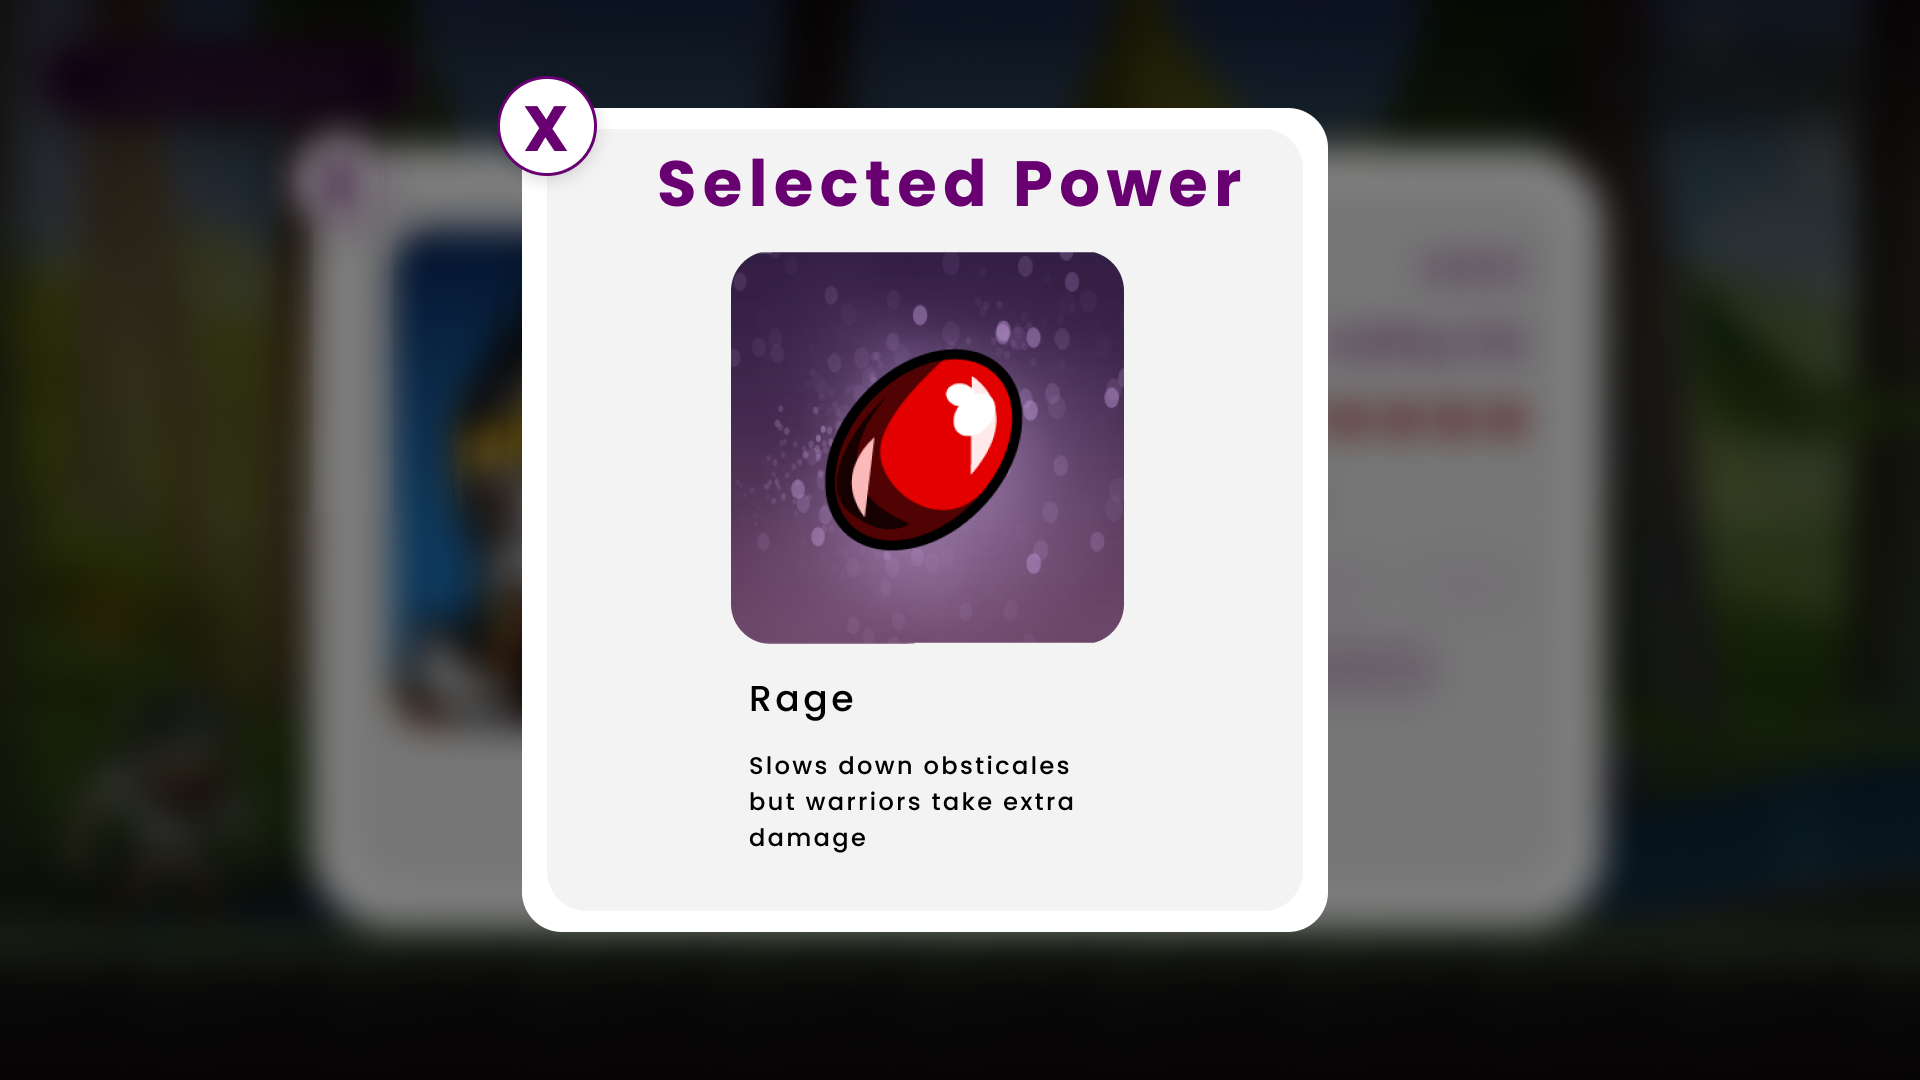 X
Selected Power
Rage
Slows down obsticales
but warriors take extra
damage